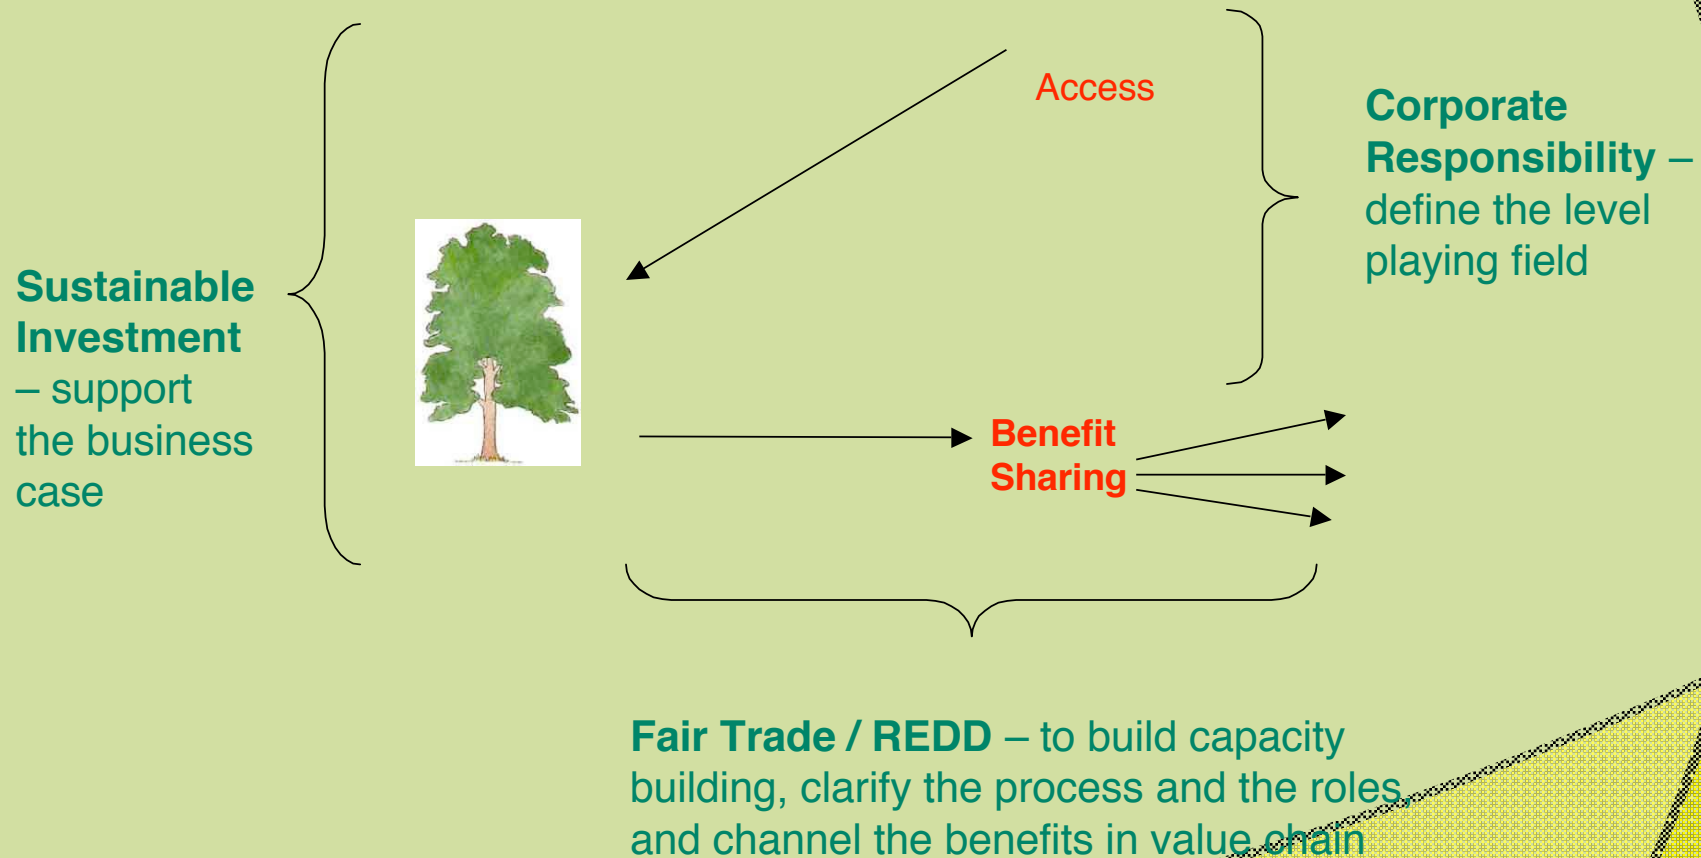 Access
Corporate
Responsibility –
define the level
playing field
Sustainable
Investment
– support
the business
case
Benefit
Sharing
Fair Trade / REDD – to build capacity
building, clarify the process and the roles,
and channel the benefits in value chain